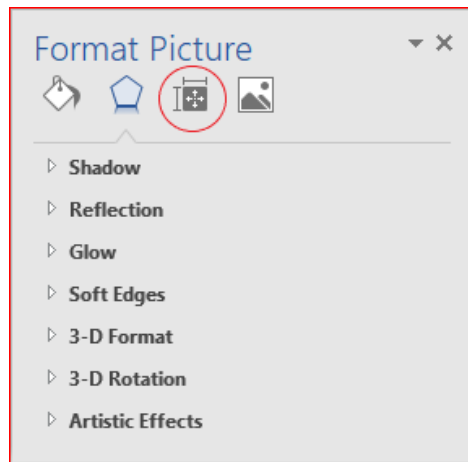 Format Picture
Shadow
Reflection
Glow
Soft Edges
3-D Format
3-D Rotation
Artistic Effects